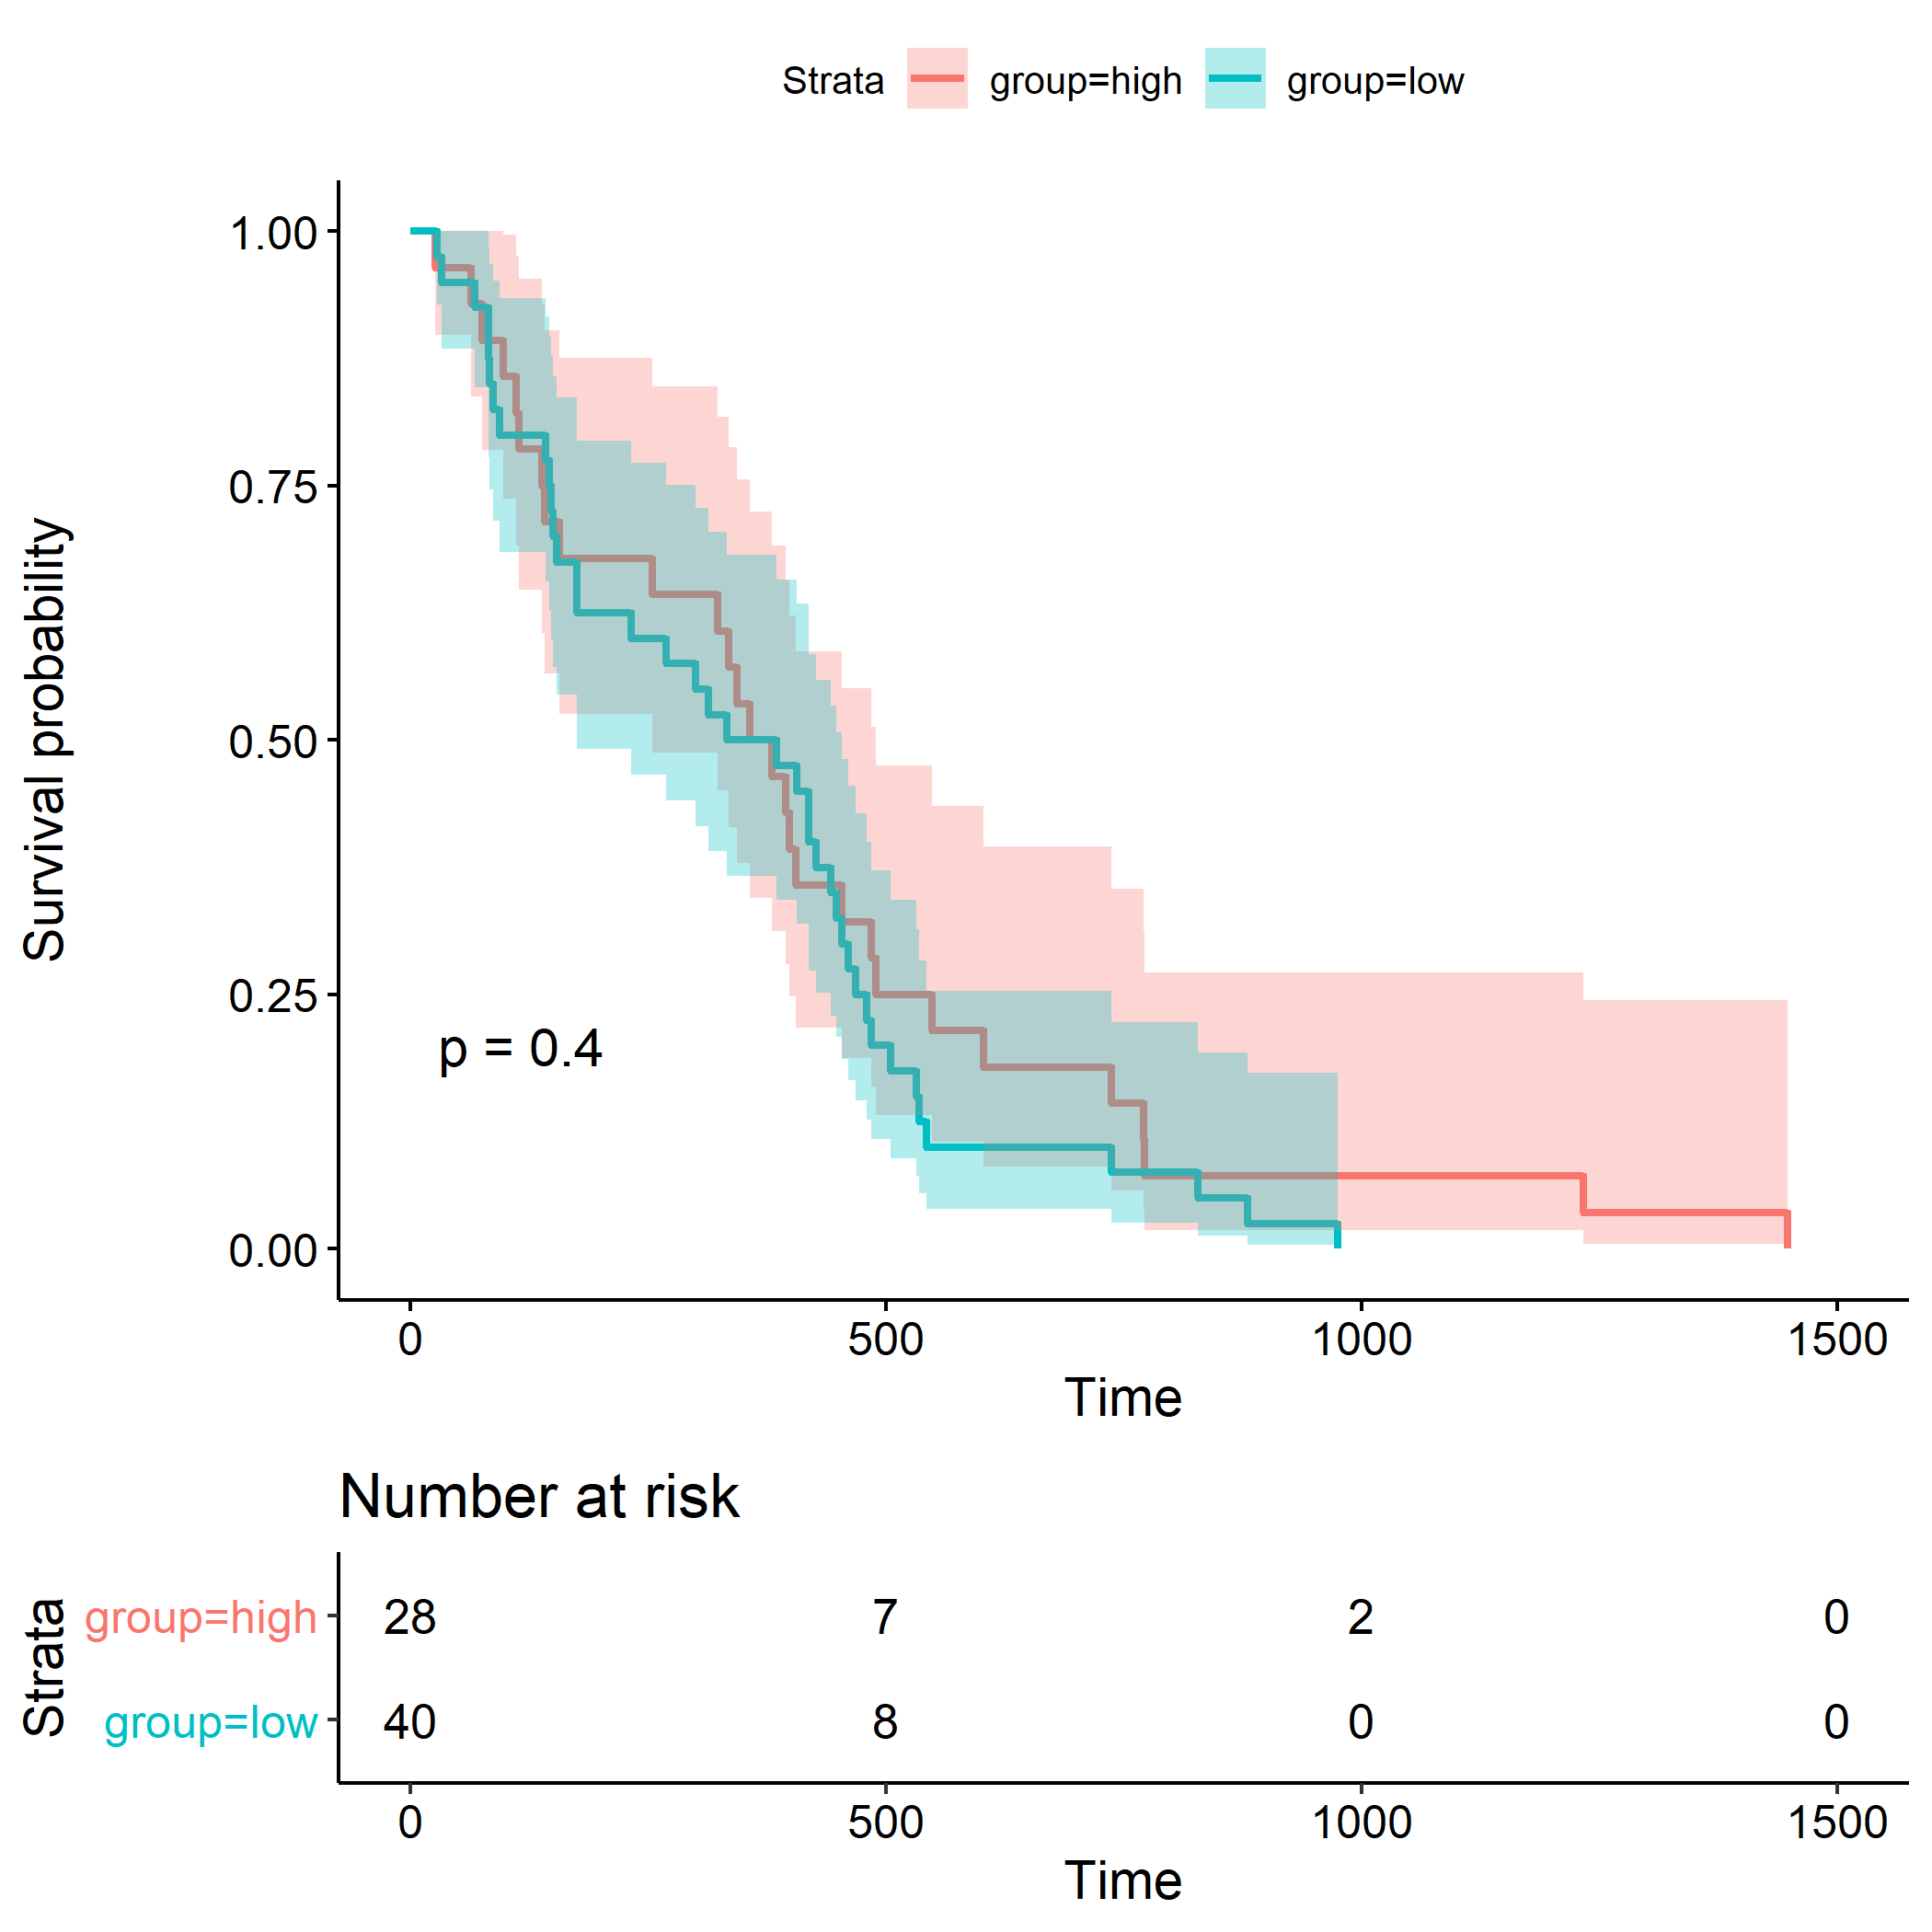 Strata group=high group=low
1.00
0.75
0.50
0.25
0.00
Survival probability
p = 0.4
0 500 1000 1500
Time
Number at risk
Strata
group=high 28 7 2 0
group=low 40 8 0 0
0 500 1000 1500
Time